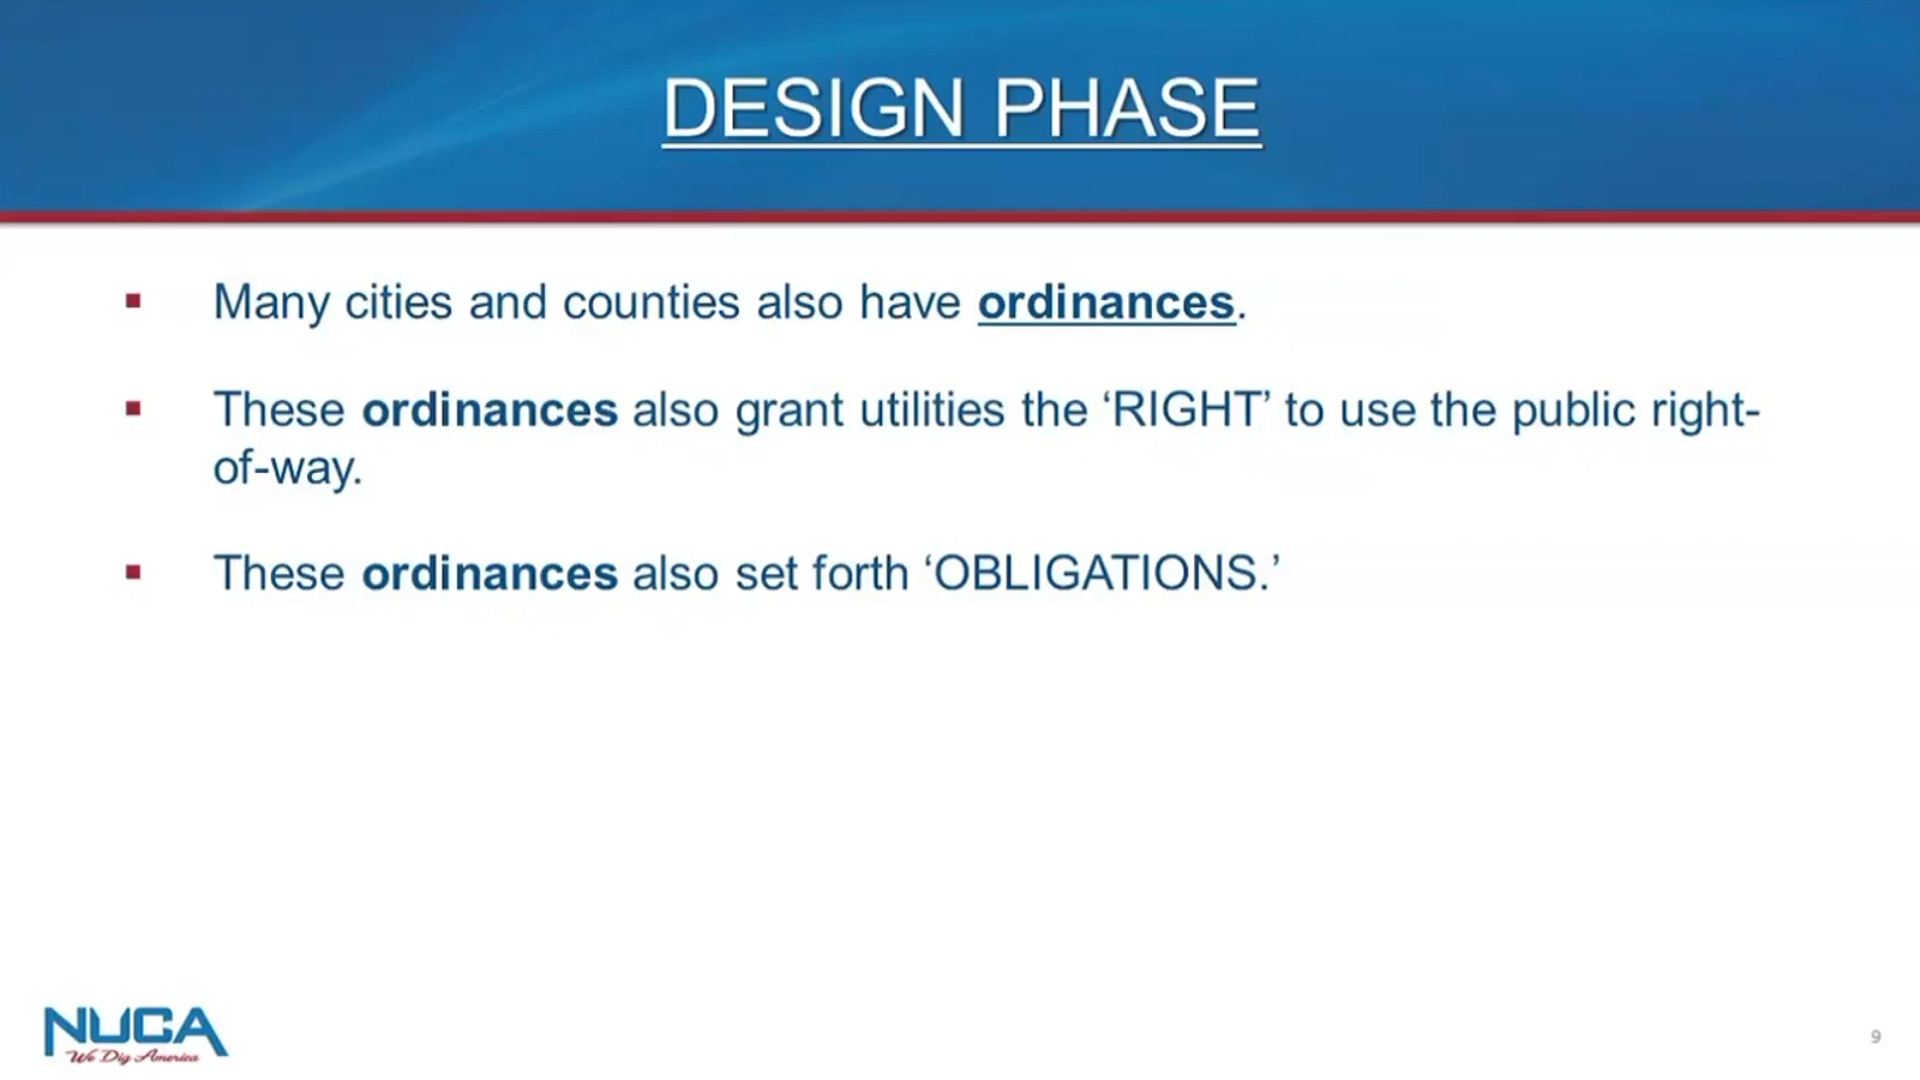 DESIGN PHASE
▪ Many cities and counties also have ordinances.
▪ These ordinances also grant utilities the ‘RIGHT’ to use the public right-
of-way.
▪ These ordinances also set forth ‘OBLIGATIONS.’
NUCA
We Dig America
9